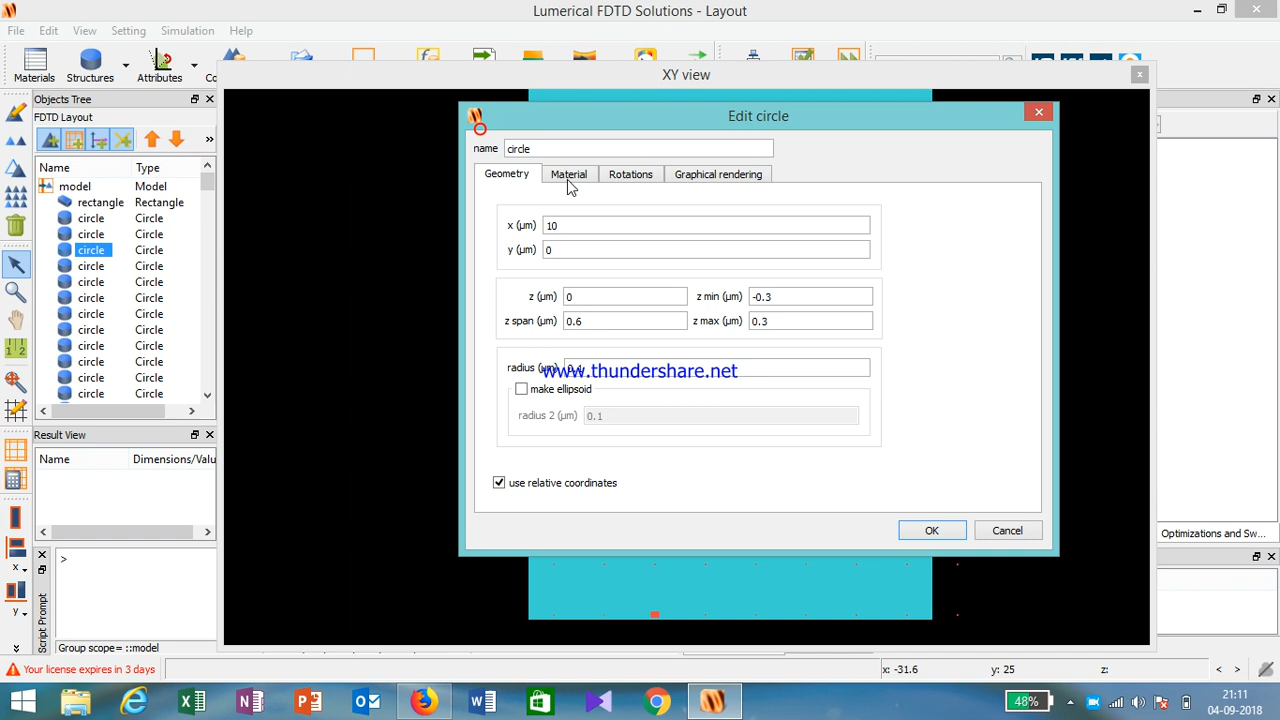 Lumerical FDTD Solutions - Layout
File Edit View Setting Simulation Help
Materials Structures Attributes
XY view
Objects Tree
FDTD Layout
Name Type
model Model
rectangle Rectangle
circle Circle
circle Circle
circle Circle
circle Circle
circle Circle
circle Circle
circle Circle
circle Circle
circle Circle
circle Circle
circle Circle
circle Circle
Result View
Name Dimensions/Valu
>
Script Prompt
Group scope= ::model
x
y
Edit circle
name circle
Geometry Material Rotations Graphical rendering
x (µm) 10
y (µm) 0
z (µm) 0 z min (µm) -0.3
z span (µm) 0.6 z max (µm) 0.3
radius (µm)
www.thundershare.net
make ellipsoid
radius 2 (µm) 0.1
use relative coordinates
OK Cancel
Optimizations and Sw...
Your license expires in 3 days
x: -31.6 y: 25 z:
48%
21:11
04-09-2018